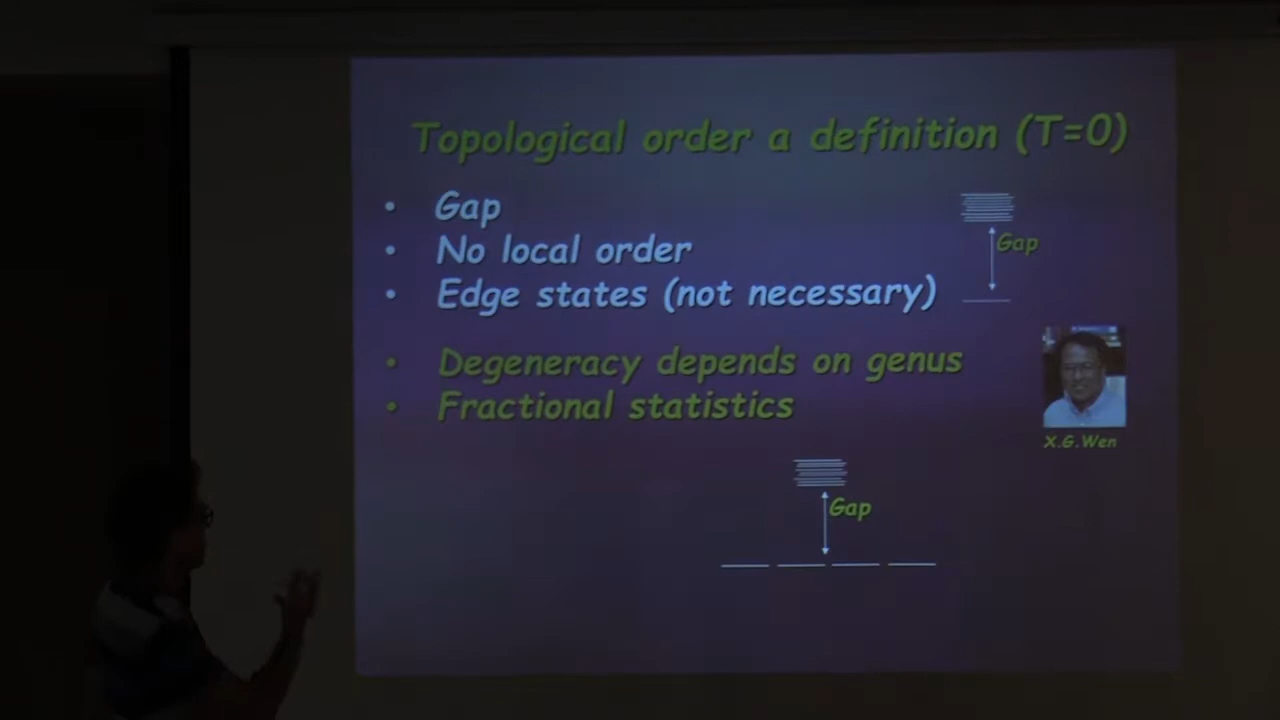 Topological order a definition (T=0)
• Gap
• No local order
• Edge states (not necessary)
Gap
• Degeneracy depends on genus
• Fractional statistics
X.G.Wen
Gap